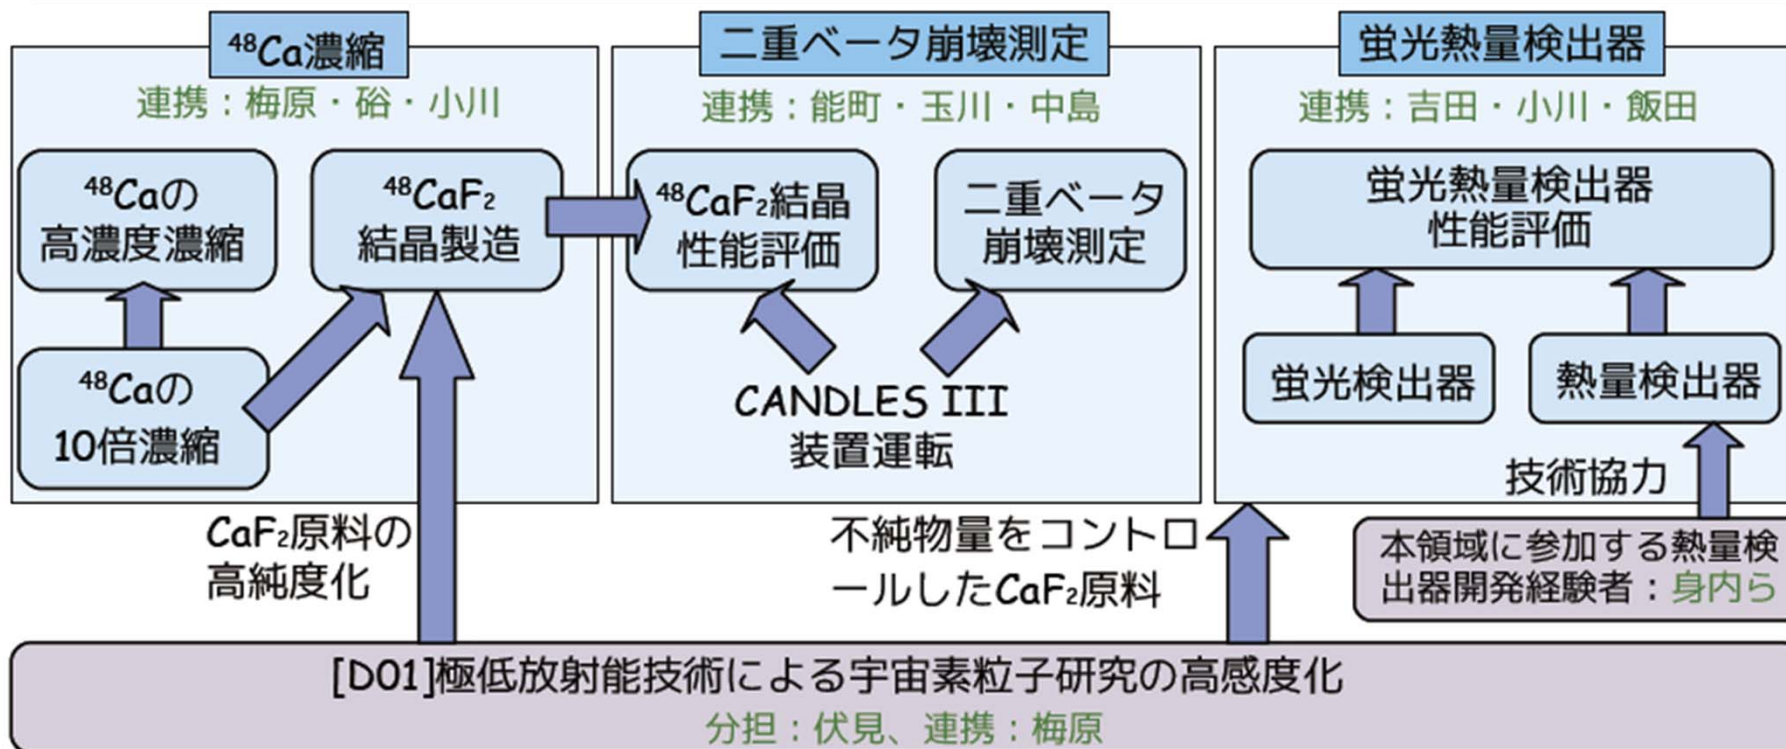 ⁴⁸Ca濃縮
連携：梅原・硲・小川
⁴⁸Caの
高濃度濃縮
⁴⁸CaF₂
結晶製造
⁴⁸Caの
10倍濃縮
二重ベータ崩壊測定
連携：能町・玉川・中島
⁴⁸CaF₂結晶
性能評価
二重ベータ
崩壊測定
CANDLES III
装置運転
蛍光熱量検出器
連携：吉田・小川・飯田
蛍光熱量検出器
性能評価
蛍光検出器
熱量検出器
技術協力
CaF₂原料の
高純度化
不純物量をコントロ
ールしたCaF₂原料
本領域に参加する熱量検
出器開発経験者：身内ら
[D01]極低放射能技術による宇宙素粒子研究の高感度化
分担：伏見、連携：梅原